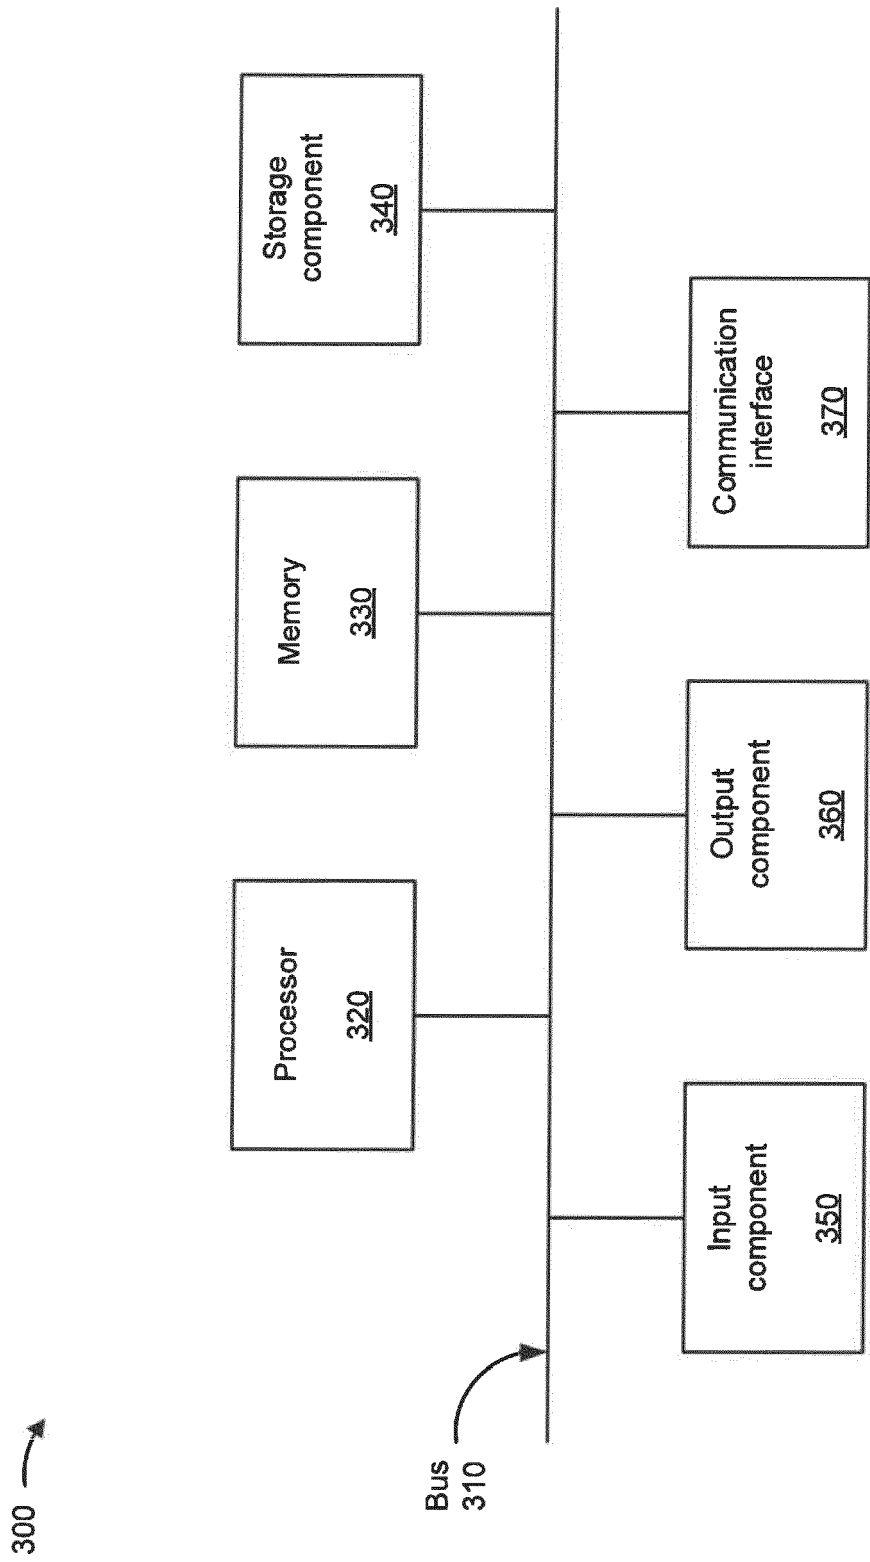 300
Bus
310
Processor
320
Memory
330
Storage
component
340
Input
component
350
Output
component
360
Communication
interface
370